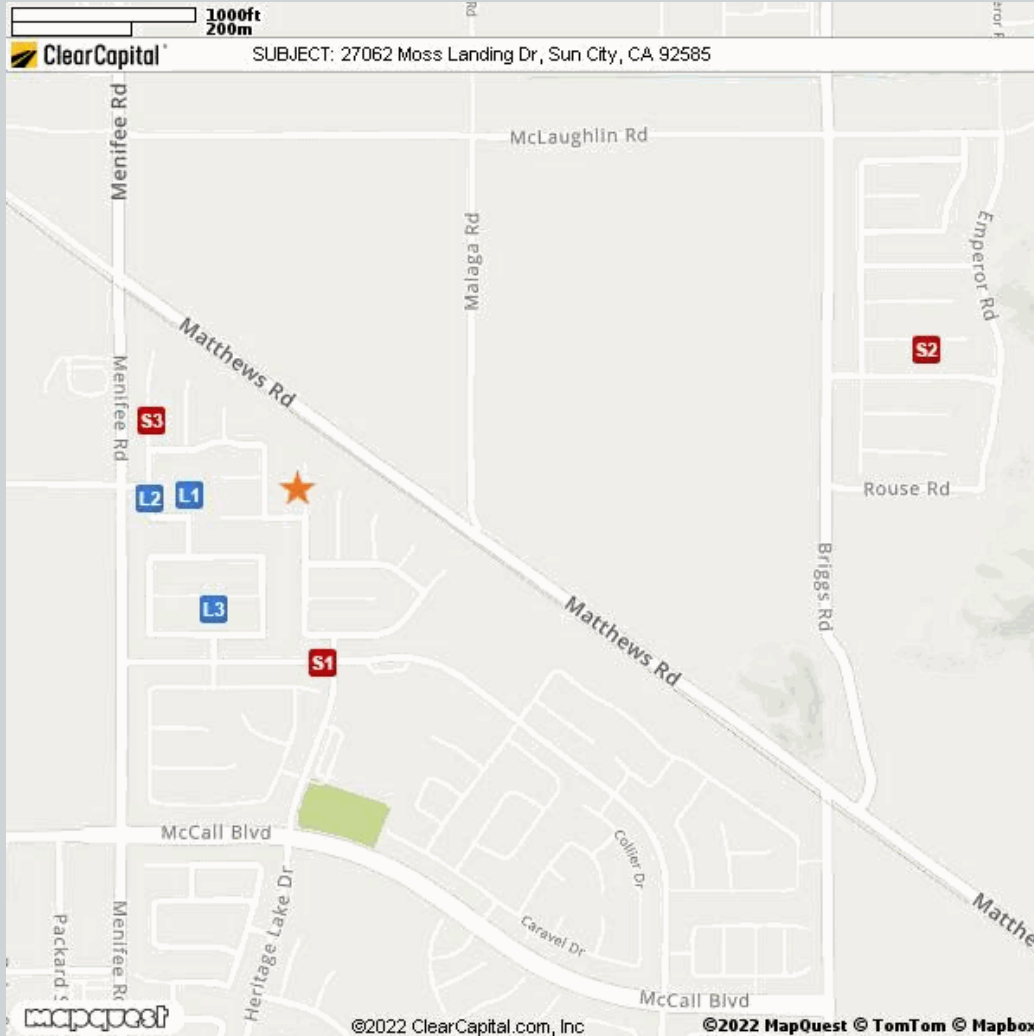 1000ft
200m
Rd
ClearCapital
SUBJECT: 27062 Moss Landing Dr, Sun City, CA 92585
Menifee Rd
McLaughlin Rd
Malaga Rd
Emperor Rd
Matthews Rd
S2
Menifee Rd
S3
L2
L1
Rouse Rd
Briggs Rd
L3
Matthews Rd
S1
McCall Blvd
Collier Dr
Heritage Lake Dr
Menifee Rd
Packard
Caravel Dr
Matthe
McCall Blvd
mapquest
©2022 ClearCapital.com, Inc
©2022 MapQuest © TomTom © Mapbo